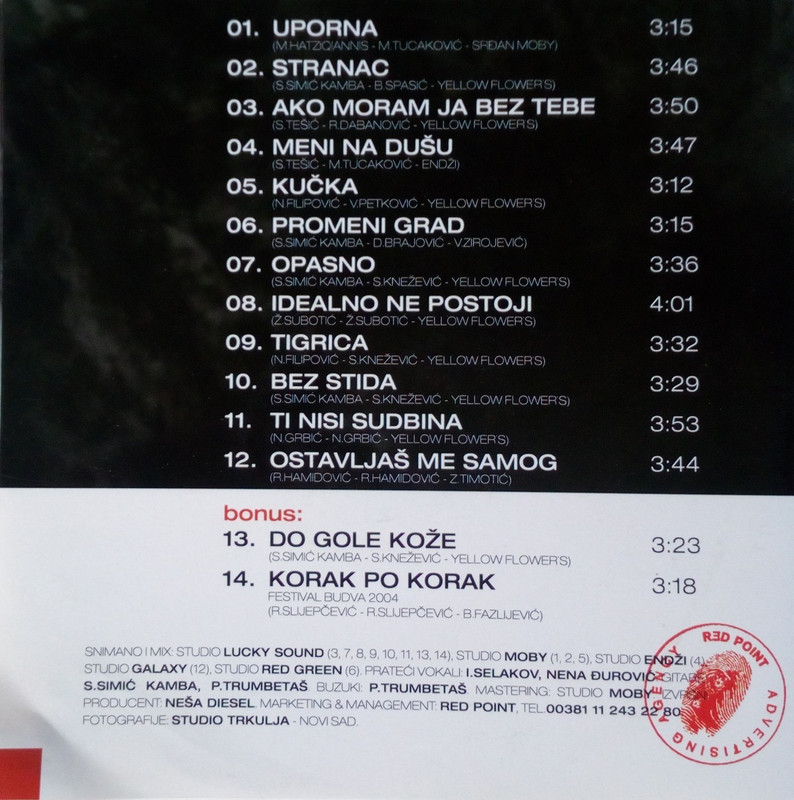 01. UPORNA 3:15
(M.HATZIQIANNIS - M.TUCAKOVIĆ - SRĐAN MOBY)
02. STRANAC 3:46
(S.SIMIĆ KAMBA - B.SPASIĆ - YELLOW FLOWER'S)
03. AKO MORAM JA BEZ TEBE 3:50
(S.TEŠIĆ - R.DABANOVIĆ - YELLOW FLOWER'S)
04. MENI NA DUŠU 3:47
(S.TEŠIĆ - M.TUCAKOVIĆ - ENDŽI)
05. KUČKA 3:12
(N.FILIPOVIĆ - V.PETKOVIĆ - YELLOW FLOWER'S)
06. PROMENI GRAD 3:15
(S.SIMIĆ KAMBA - D.BRAJOVIĆ - V.ZIROJEVIĆ)
07. OPASNO 3:36
(S.SIMIĆ KAMBA - S.KNEŽEVIĆ - YELLOW FLOWER'S)
08. IDEALNO NE POSTOJI 4:01
(Ž.SUBOTIĆ - Ž.SUBOTIĆ - YELLOW FLOWER'S)
09. TIGRICA 3:32
(N.FILIPOVIĆ - S.KNEŽEVIĆ - YELLOW FLOWER'S)
10. BEZ STIDA 3:29
(S.SIMIĆ KAMBA - S.KNEŽEVIĆ - YELLOW FLOWER'S)
11. TI NISI SUDBINA 3:53
(N.GRBIĆ - N.GRBIĆ - YELLOW FLOWER'S)
12. OSTAVLJAŠ ME SAMOG 3:44
(R.HAMIDOVIĆ - R.HAMIDOVIĆ - Z.TIMOTIĆ)
bonus:
13. DO GOLE KOŽE 3:23
(S.SIMIĆ KAMBA - S.KNEŽEVIĆ - YELLOW FLOWER'S)
14. KORAK PO KORAK 3:18
FESTIVAL BUDVA 2004
(R.SLIJEPČEVIĆ - R.SLIJEPČEVIĆ - B.FAZLIJEVIĆ)
SNIMANO I MIX: STUDIO LUCKY SOUND (3, 7, 8, 9, 10, 11, 13, 14), STUDIO MOBY (1, 2, 5), STUDIO ENDŽI (4),
STUDIO GALAXY (12), STUDIO RED GREEN (6). PRATEĆI VOKALI: I.SELAKOV, NENA ĐUROVIĆ. GITARE:
S.SIMIĆ KAMBA, P.TRUMBETAŠ. BUZUKI: P.TRUMBETAŠ. MASTERING: STUDIO MOBY. IZVRŠNI
PRODUCENT: NEŠA DIESEL. MARKETING & MANAGEMENT: RED POINT, TEL.00381 11 243 22 80.
FOTOGRAFIJE: STUDIO TRKULJA - NOVI SAD.
RED POINT
ADVERTISING AGENCY